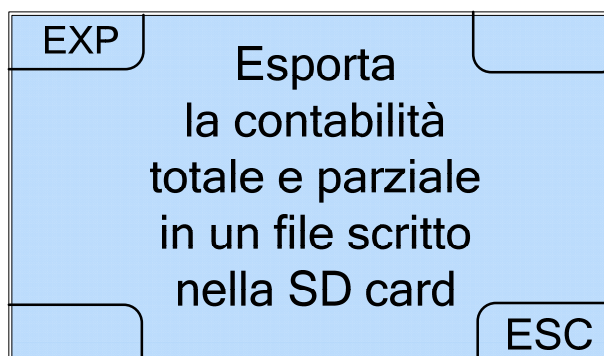 EXP
Esporta
la contabilità
totale e parziale
in un file scritto
nella SD card
ESC